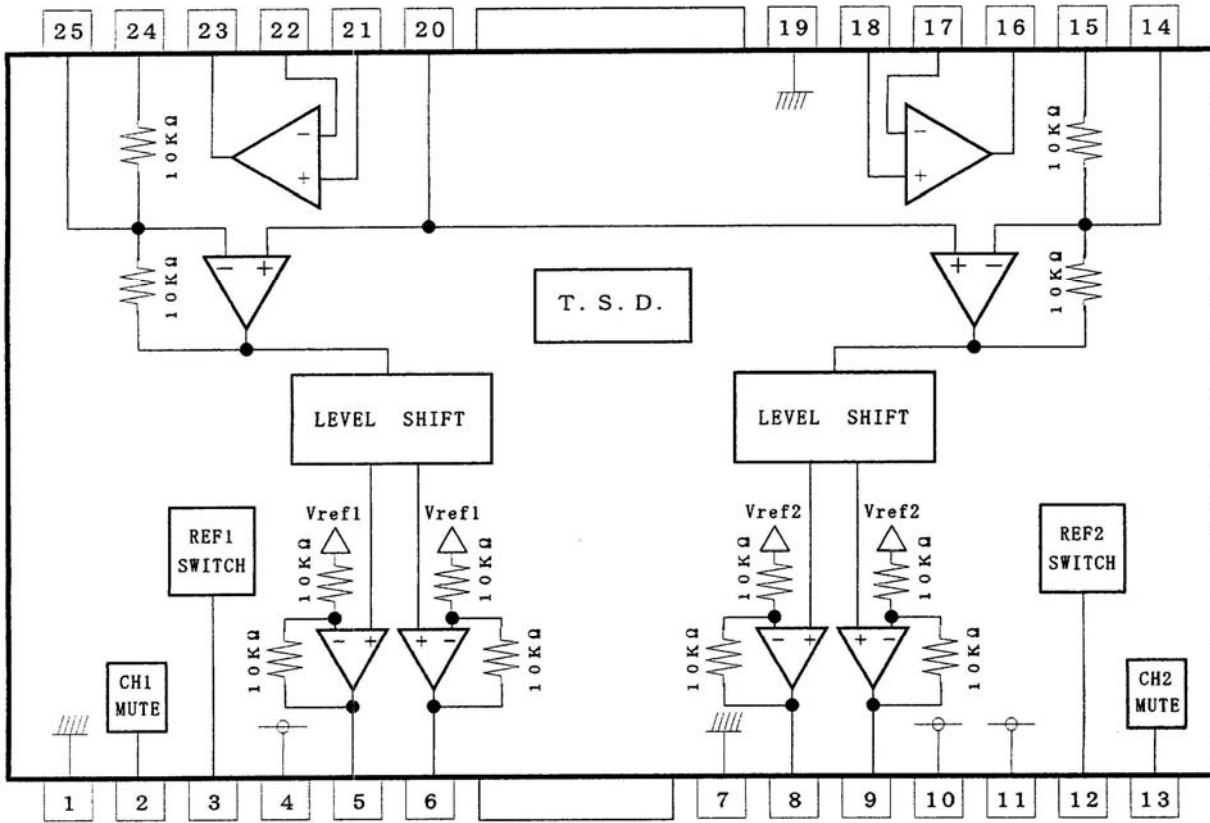 25 24 23 22 21 20 19 18 17 16 15 14
10KΩ
10KΩ
− +
− +
10KΩ
10KΩ
− +
+ −
T. S. D.
LEVEL SHIFT
LEVEL SHIFT
REF1
SWITCH
Vref1
Vref1
Vref2
Vref2
REF2
SWITCH
10KΩ
10KΩ
10KΩ
10KΩ
CH1
MUTE
10KΩ
− +
+ −
10KΩ
10KΩ
− +
+ −
10KΩ
CH2
MUTE
1 2 3 4 5 6 7 8 9 10 11 12 13